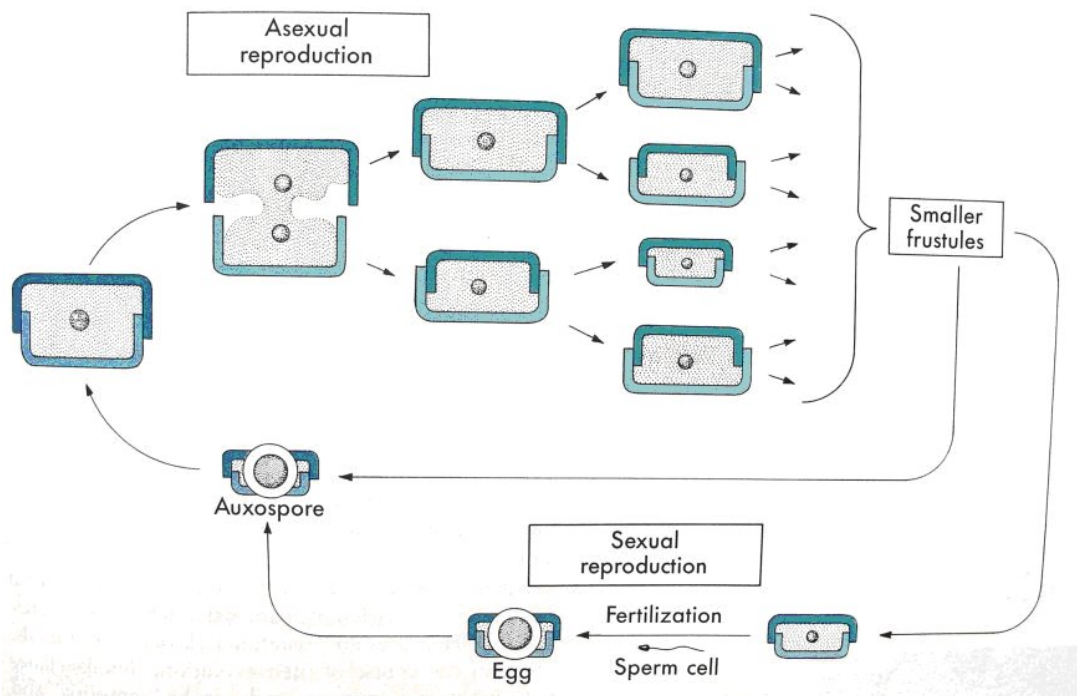 Asexual
reproduction
Smaller
frustules
Auxospore
Sexual
reproduction
Fertilization
Egg
Sperm cell